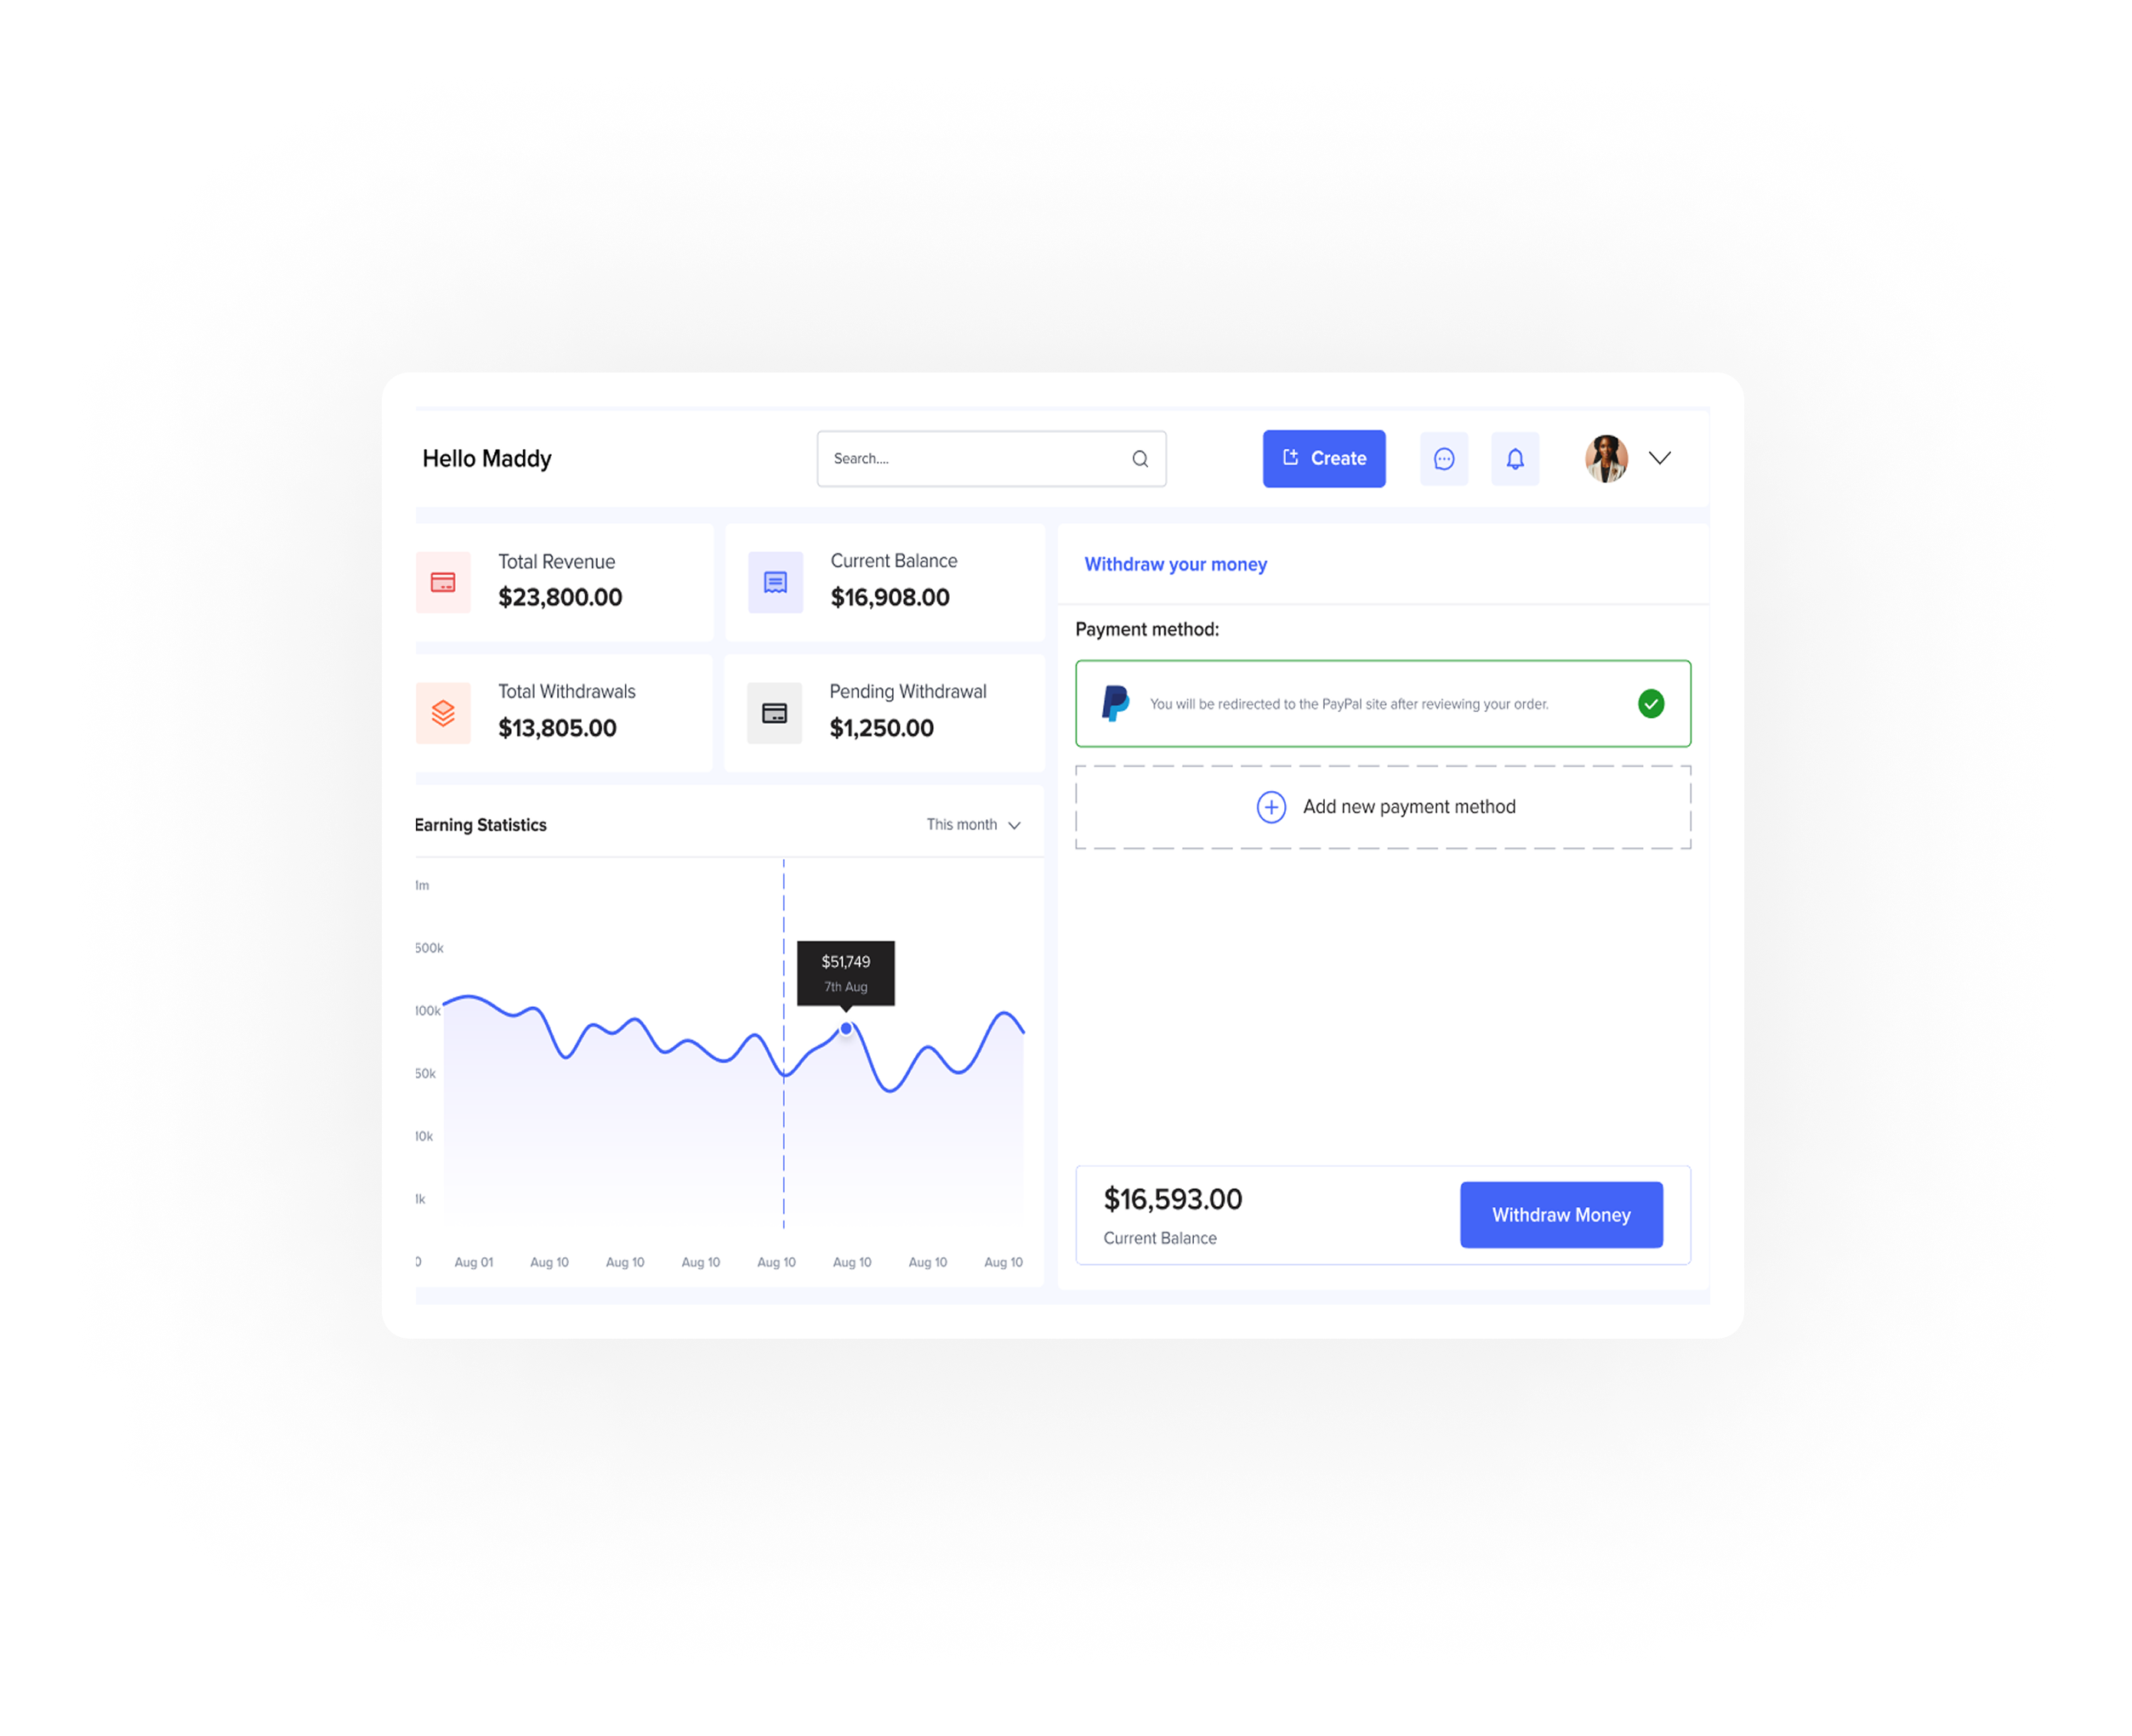 Hello Maddy
Search....
Create
Total Revenue
$23,800.00
Current Balance
$16,908.00
Total Withdrawals
$13,805.00
Pending Withdrawal
$1,250.00
Earning Statistics
This month
1m
500k
100k
50k
10k
1k
0
$51,749
7th Aug
Aug 01
Aug 10
Aug 10
Aug 10
Aug 10
Aug 10
Aug 10
Aug 10
Withdraw your money
Payment method:
You will be redirected to the PayPal site after reviewing your order.
Add new payment method
$16,593.00
Current Balance
Withdraw Money